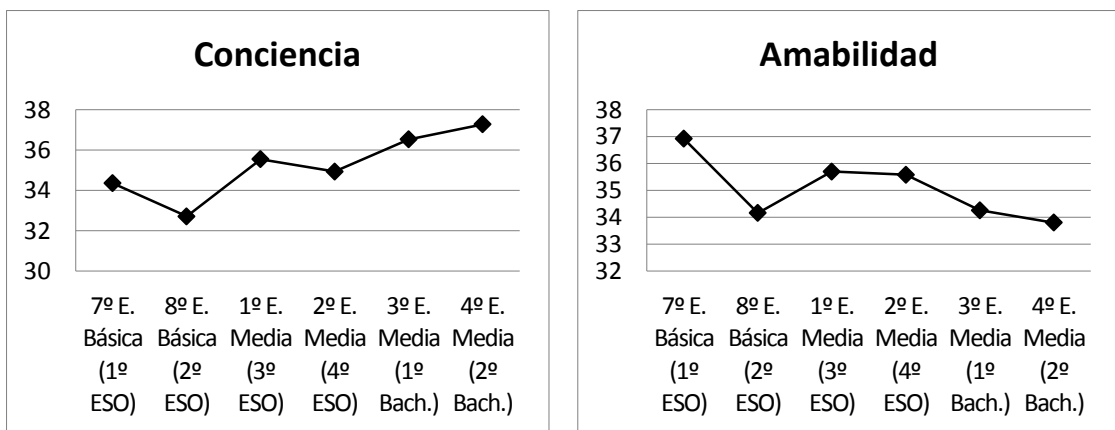 Conciencia
38
36
34
32
30
7º E. Básica (1º ESO)
8º E. Básica (2º ESO)
1º E. Media (3º ESO)
2º E. Media (4º ESO)
3º E. Media (1º Bach.)
4º E. Media (2º Bach.)
Amabilidad
38
37
36
35
34
33
32
7º E. Básica (1º ESO)
8º E. Básica (2º ESO)
1º E. Media (3º ESO)
2º E. Media (4º ESO)
3º E. Media (1º Bach.)
4º E. Media (2º Bach.)